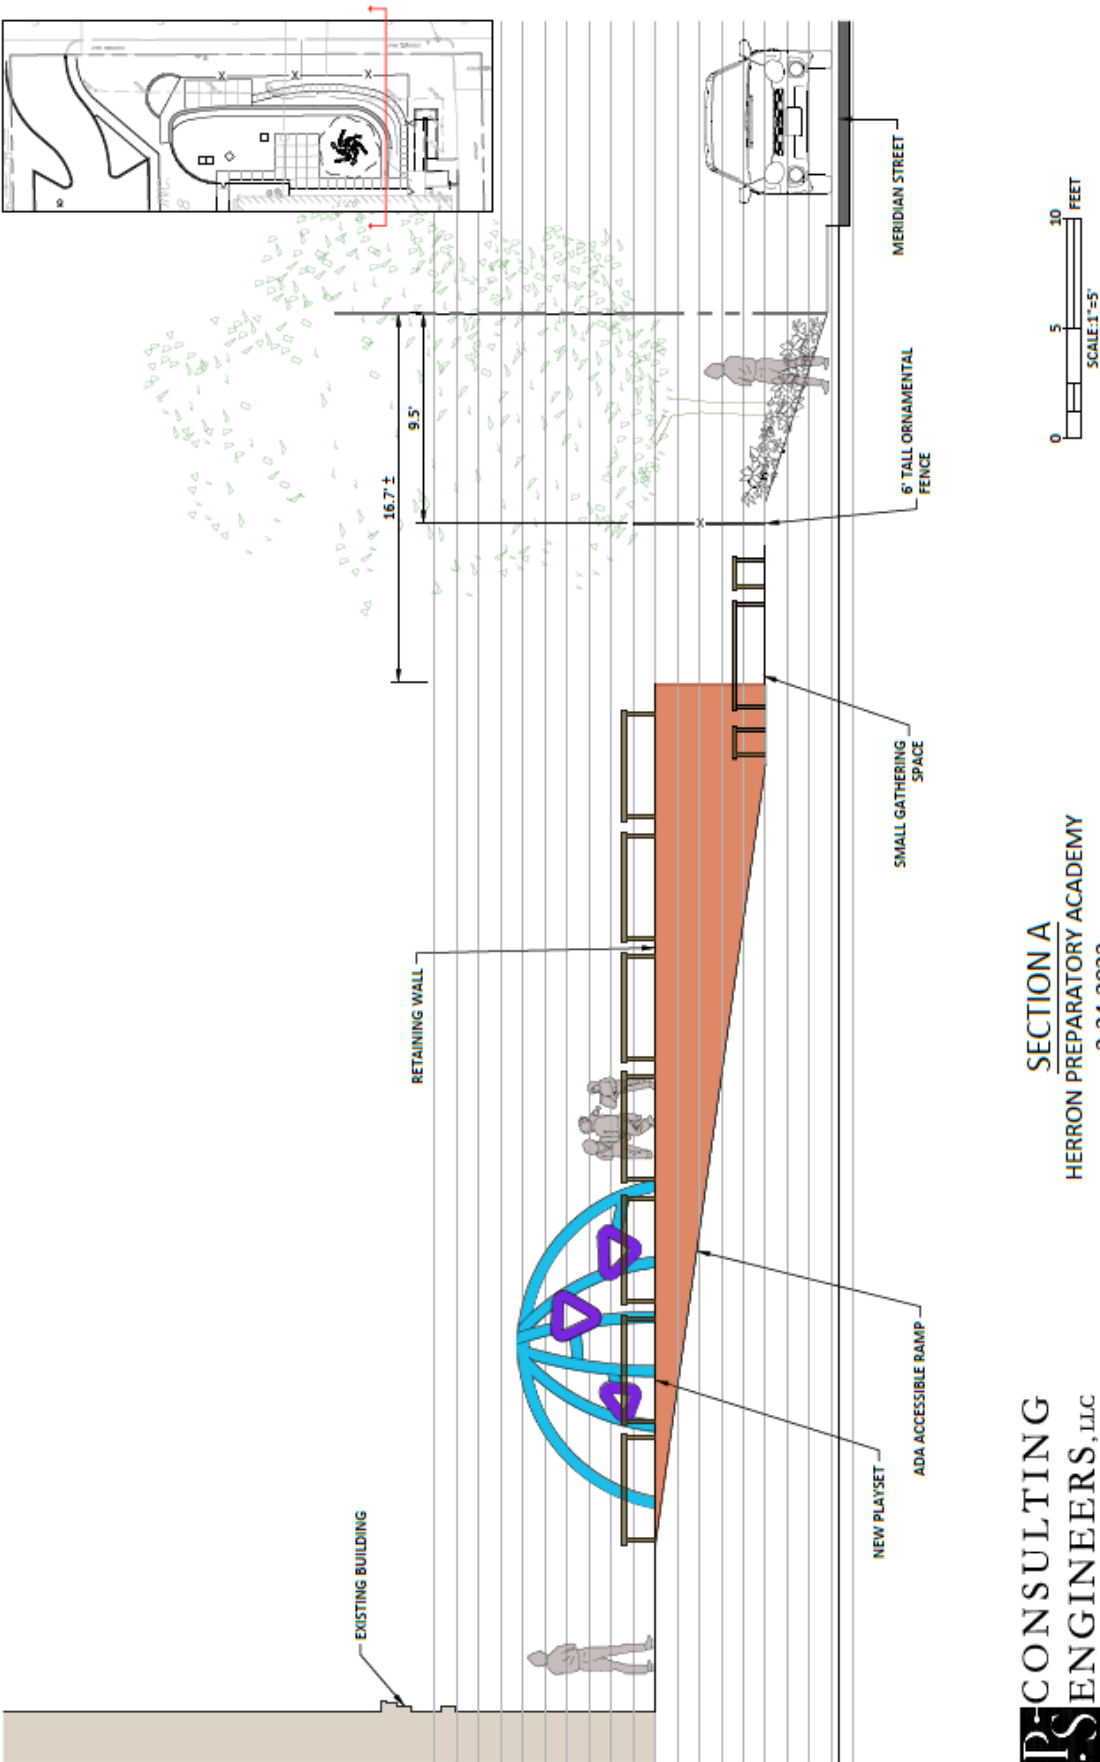 EXISTING BUILDING
RETAINING WALL
16.7' ±
9.5'
NEW PLAYSET
ADA ACCESSIBLE RAMP
SMALL GATHERING
SPACE
6' TALL ORNAMENTAL
FENCE
MERIDIAN STREET
X
X
X
X
0
5
10
FEET
SCALE:1"=5'
SECTION A
HERRON PREPARATORY ACADEMY
CONSULTING
ENGINEERS, LLC